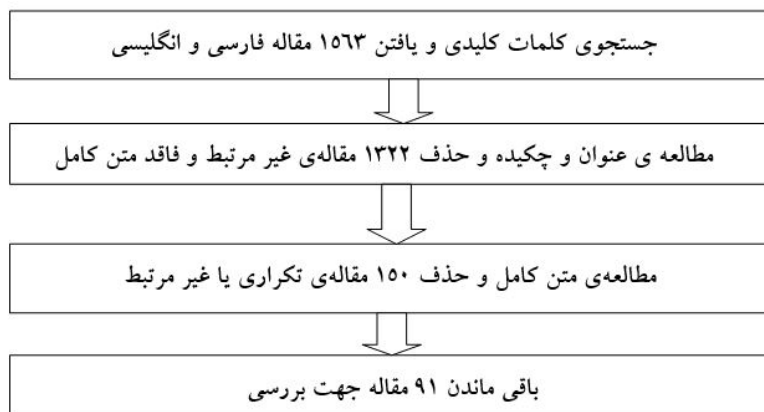 جستجوی کلمات کلیدی و یافتن ۱۵۶۳ مقاله فارسی و انگلیسی
مطالعه ی عنوان و چکیده و حذف ۱۳۲۲ مقاله‌ی غیر مرتبط و فاقد متن کامل
مطالعه‌ی متن کامل و حذف ۱۵۰ مقاله‌ی تکراری یا غیر مرتبط
باقی ماندن ۹۱ مقاله جهت بررسی